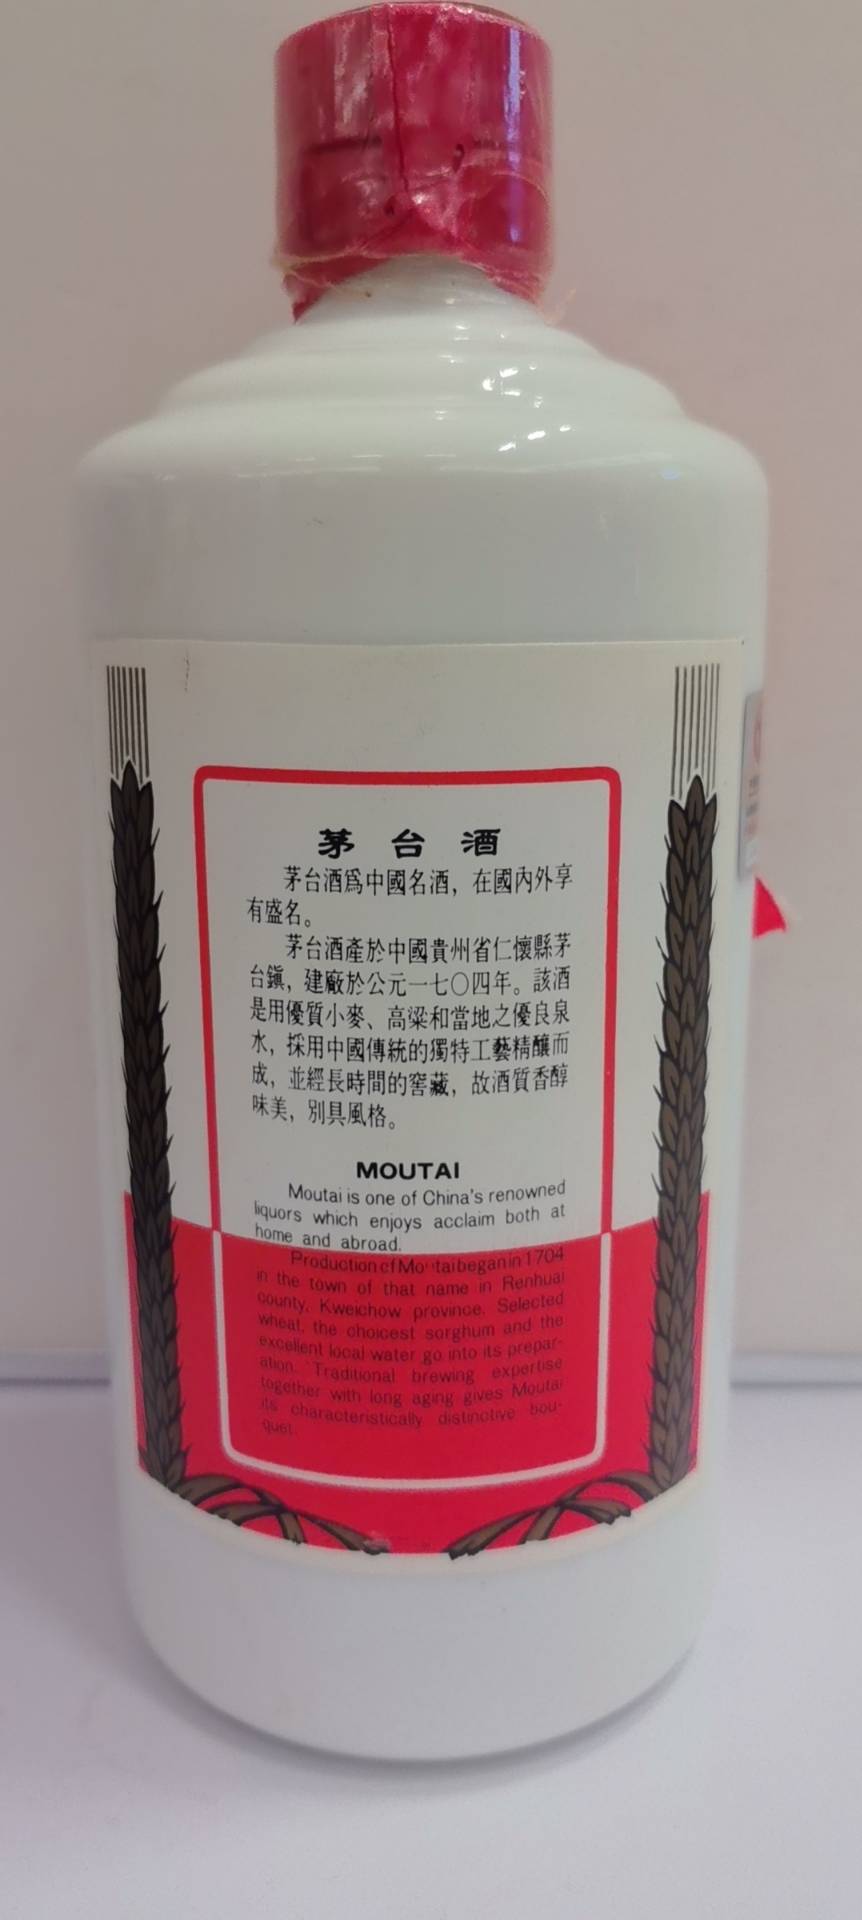 茅台酒
茅台酒爲中國名酒，在國内外享
有盛名。
茅台酒產於中國貴州省仁懷縣茅
台鎭，建廠於公元一七〇四年。該酒
是用優質小麥、高粱和當地之優良泉
水，採用中國傳統的獨特工藝精釀而
成，並經長時間的窖藏，故酒質香醇
味美，別具風格。
MOUTAI
Moutai is one of China's renowned
liquors which enjoys acclaim both at
home and abroad.
Production of Moutai began in 1704
in the town of that name in Renhuai
county, Kweichow province. Selected
wheat, the choicest sorghum and the
excellent local water go into its prepar-
ation. Traditional brewing expertise
together with long aging gives Moutai
its characteristically distinctive bou-
quet.